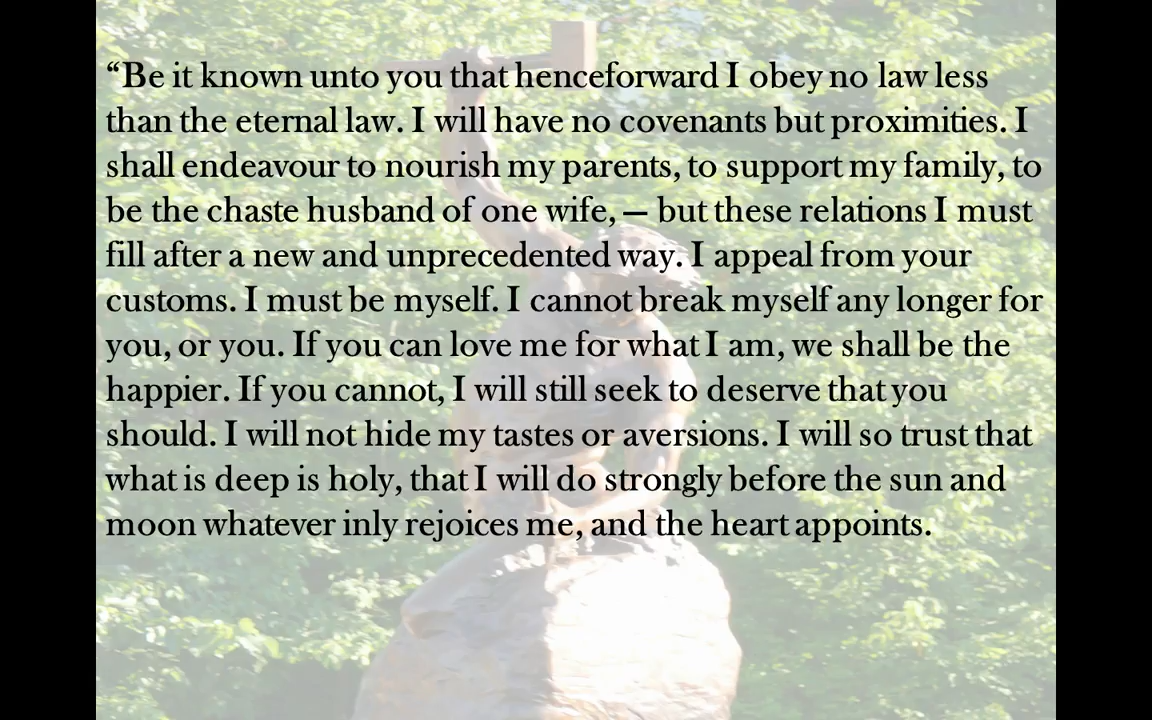 “Be it known unto you that henceforward I obey no law less
than the eternal law. I will have no covenants but proximities. I
shall endeavour to nourish my parents, to support my family, to
be the chaste husband of one wife, — but these relations I must
fill after a new and unprecedented way. I appeal from your
customs. I must be myself. I cannot break myself any longer for
you, or you. If you can love me for what I am, we shall be the
happier. If you cannot, I will still seek to deserve that you
should. I will not hide my tastes or aversions. I will so trust that
what is deep is holy, that I will do strongly before the sun and
moon whatever inly rejoices me, and the heart appoints.